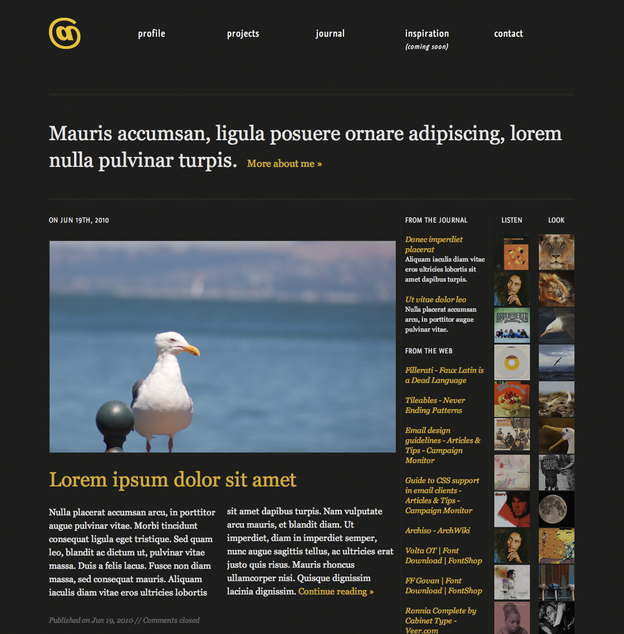 profile
projects
journal
inspiration
(coming soon)
contact
Mauris accumsan, ligula posuere ornare adipiscing, lorem
nulla pulvinar turpis. More about me »
ON JUN 19TH, 2010
Lorem ipsum dolor sit amet
Nulla placerat accumsan arcu, in porttitor
augue pulvinar vitae. Morbi tincidunt
consequat ligula eget tristique. Sed quam
leo, blandit ac dictum ut, pulvinar vitae
massa. Duis a felis lacus. Fusce non diam
massa, sed consequat mauris. Aliquam
iaculis diam vitae eros ultricies lobortis
sit amet dapibus turpis. Nam vulputate
arcu mauris, et blandit diam. Ut
imperdiet, diam in imperdiet semper,
nunc augue sagittis tellus, ac ultricies erat
justo quis risus. Mauris rhoncus
ullamcorper nisi. Quisque dignissim
lacinia dignissim. Continue reading »
Published on Jun 19, 2010 // Comments closed
FROM THE JOURNAL
Donec imperdiet
placerat
Aliquam iaculis diam vitae
eros ultricies lobortis sit
amet dapibus turpis.
Ut vitae dolor leo
Nulla placerat accumsan
arcu, in porttitor augue
pulvinar vitae.
FROM THE WEB
Fillerati - Faux Latin is
a Dead Language
Tileables - Never
Ending Patterns
Email design
guidelines - Articles &
Tips - Campaign
Monitor
Guide to CSS support
in email clients -
Articles & Tips -
Campaign Monitor
Archiso - ArchWiki
Volta OT | Font
Download | FontShop
FF Govan | Font
Download | FontShop
Ronnia Complete by
Cabinet Type -
Veer.com
LISTEN
LOOK